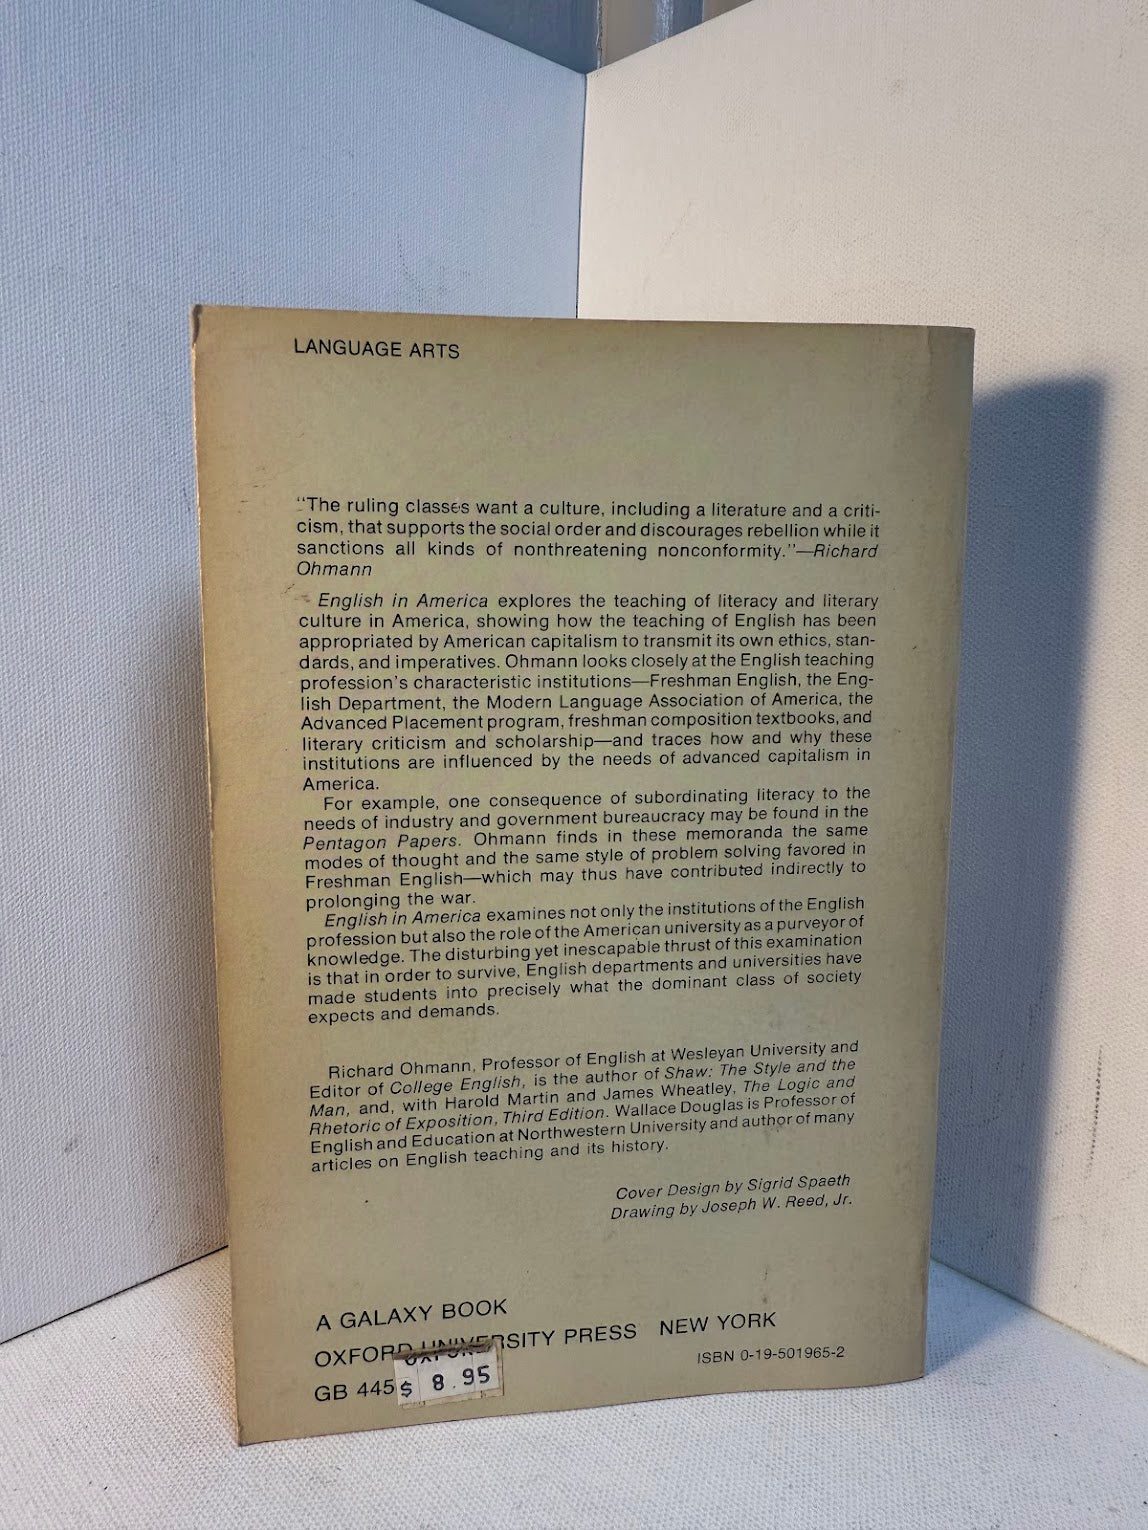 LANGUAGE ARTS
"The ruling classes want a culture, including a literature and a criti-
cism, that supports the social order and discourages rebellion while it
sanctions all kinds of nonthreatening nonconformity."—Richard
Ohmann
English in America explores the teaching of literacy and literary
culture in America, showing how the teaching of English has been
appropriated by American capitalism to transmit its own ethics, stan-
dards, and imperatives. Ohmann looks closely at the English teaching
profession's characteristic institutions—Freshman English, the Eng-
lish Department, the Modern Language Association of America, the
Advanced Placement program, freshman composition textbooks, and
literary criticism and scholarship—and traces how and why these
institutions are influenced by the needs of advanced capitalism in
America.
For example, one consequence of subordinating literacy to the
needs of industry and government bureaucracy may be found in the
Pentagon Papers. Ohmann finds in these memoranda the same
modes of thought and the same style of problem solving favored in
Freshman English—which may thus have contributed indirectly to
prolonging the war.
English in America examines not only the institutions of the English
profession but also the role of the American university as a purveyor of
knowledge. The disturbing yet inescapable thrust of this examination
is that in order to survive, English departments and universities have
made students into precisely what the dominant class of society
expects and demands.
Richard Ohmann, Professor of English at Wesleyan University and
Editor of College English, is the author of Shaw: The Style and the
Man, and, with Harold Martin and James Wheatley, The Logic and
Rhetoric of Exposition, Third Edition. Wallace Douglas is Professor of
English and Education at Northwestern University and author of many
articles on English teaching and its history.
Cover Design by Sigrid Spaeth
Drawing by Joseph W. Reed, Jr.
A GALAXY BOOK
OXFORD UNIVERSITY PRESS NEW YORK
ISBN 0-19-501965-2
GB 445 $ 8.95